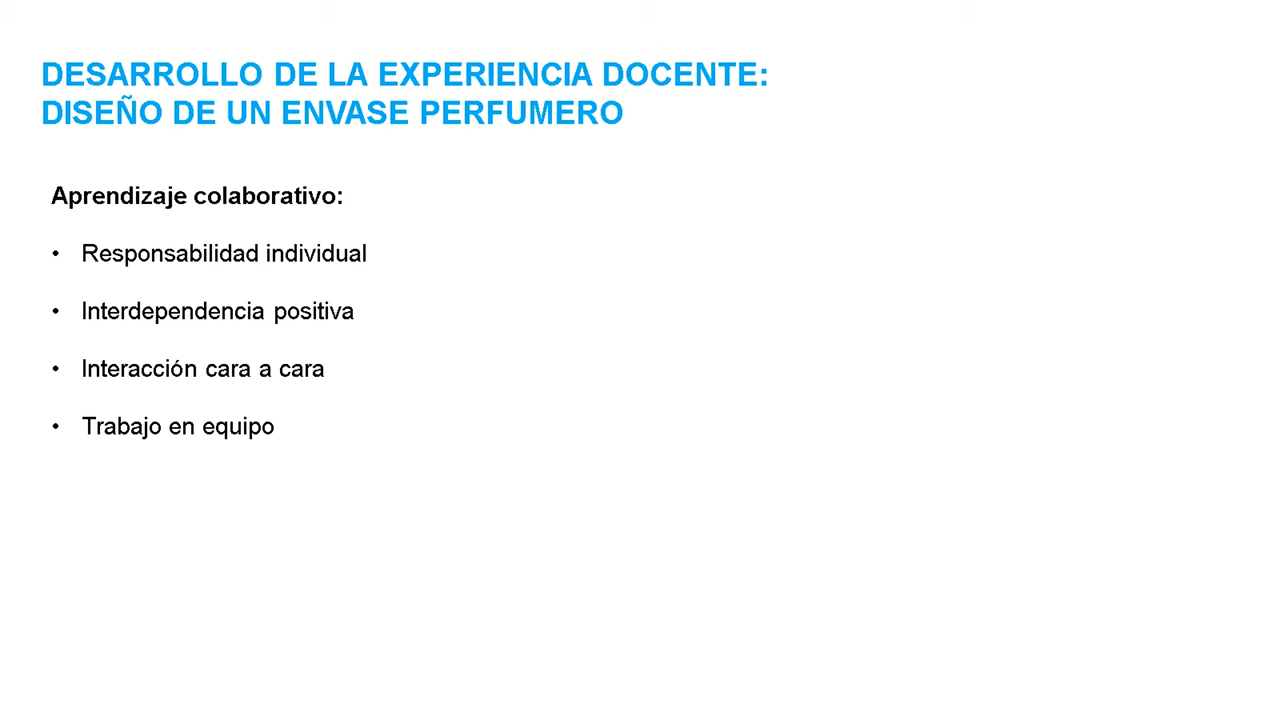 DESARROLLO DE LA EXPERIENCIA DOCENTE:
DISEÑO DE UN ENVASE PERFUMERO
Aprendizaje colaborativo:
• Responsabilidad individual
• Interdependencia positiva
• Interacción cara a cara
• Trabajo en equipo